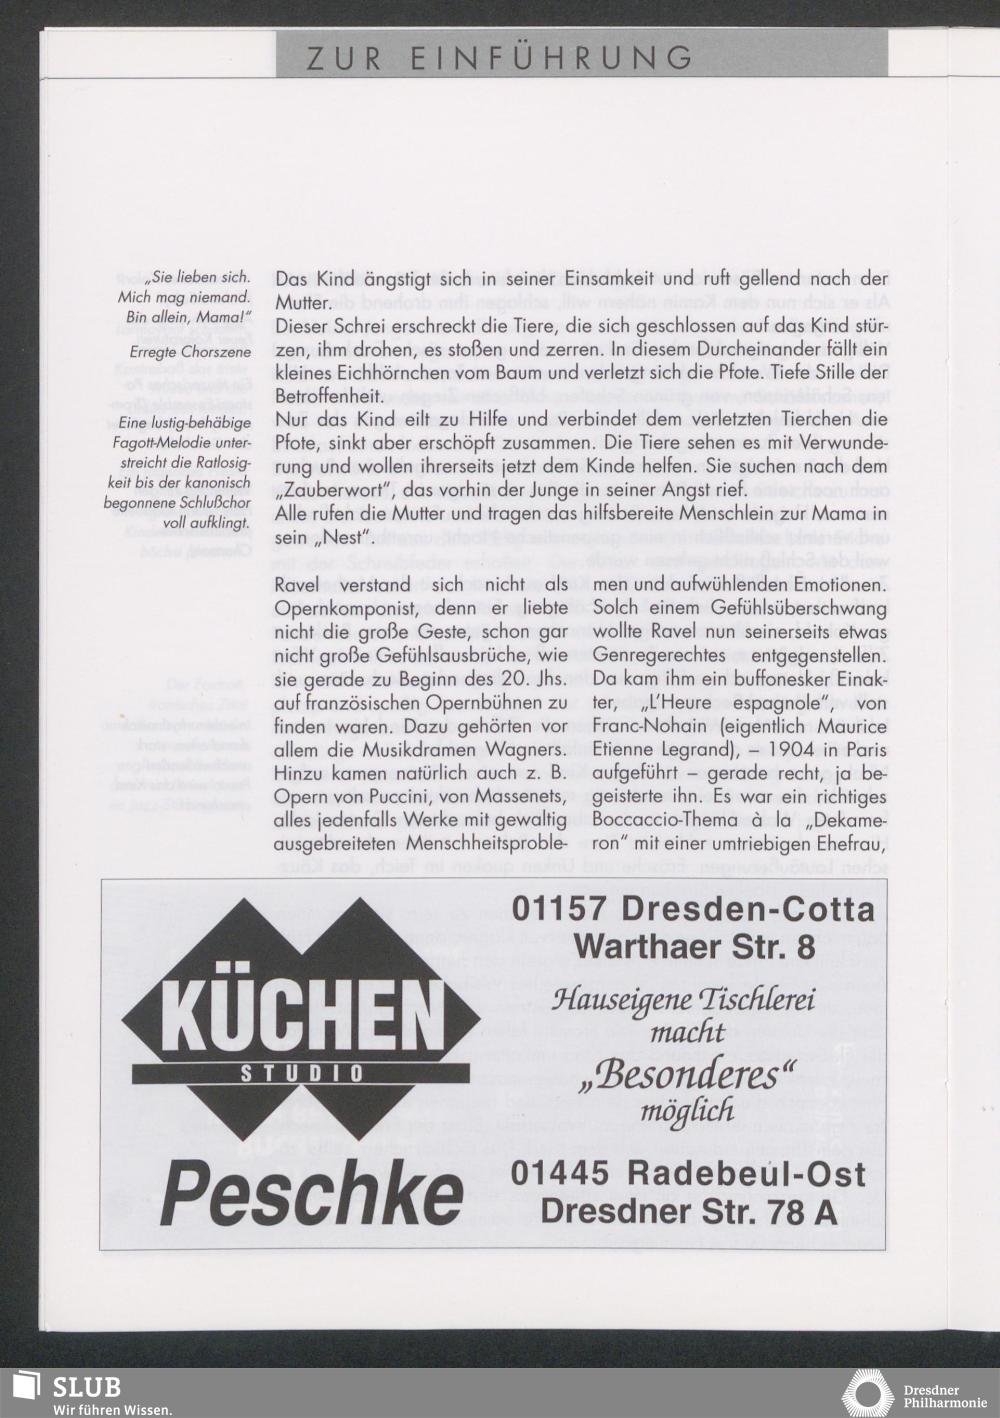 ZUR EINFÜHRUNG
„Sie lieben sich.
Mich mag niemand.
Bin allein, Mama!“
Erregte Chorszene
Eine lustig-behäbige
Fagott-Melodie unter-
streicht die Ratlosig-
keit bis der kanonisch
begonnene Schlußchor
voll aufklingt.
Das Kind ängstigt sich in seiner Einsamkeit und ruft gellend nach der
Mutter.
Dieser Schrei erschreckt die Tiere, die sich geschlossen auf das Kind stür-
zen, ihm drohen, es stoßen und zerren. In diesem Durcheinander fällt ein
kleines Eichhörnchen vom Baum und verletzt sich die Pfote. Tiefe Stille der
Betroffenheit.
Nur das Kind eilt zu Hilfe und verbindet dem verletzten Tierchen die
Pfote, sinkt aber erschöpft zusammen. Die Tiere sehen es mit Verwunde-
rung und wollen ihrerseits jetzt dem Kinde helfen. Sie suchen nach dem
„Zauberwort“, das vorhin der Junge in seiner Angst rief.
Alle rufen die Mutter und tragen das hilfsbereite Menschlein zur Mama in
sein „Nest“.
Ravel verstand sich nicht als
Opernkomponist, denn er liebte
nicht die große Geste, schon gar
nicht große Gefühlsausbrüche, wie
sie gerade zu Beginn des 20. Jhs.
auf französischen Opernbühnen zu
finden waren. Dazu gehörten vor
allem die Musikdramen Wagners.
Hinzu kamen natürlich auch z. B.
Opern von Puccini, von Massenets,
alles jedenfalls Werke mit gewaltig
ausgebreiteten Menschheitsproble-
men und aufwühlenden Emotionen.
Solch einem Gefühlsüberschwang
wollte Ravel nun seinerseits etwas
Genregerechtes entgegenstellen.
Da kam ihm ein buffonesker Einak-
ter, „L'Heure espagnole“, von
Franc-Nohain (eigentlich Maurice
Etienne Legrand), – 1904 in Paris
aufgeführt – gerade recht, ja be-
geisterte ihn. Es war ein richtiges
Boccaccio-Thema à la „Dekame-
ron“ mit einer umtriebigen Ehefrau,
KÜCHEN
STUDIO
Peschke
01157 Dresden-Cotta
Warthaer Str. 8
Hauseigene Tischlerei
macht
„Besonderes“
möglich
01445 Radebeul-Ost
Dresdner Str. 78 A
SLUB
Wir führen Wissen.
Dresdner
Philharmonie